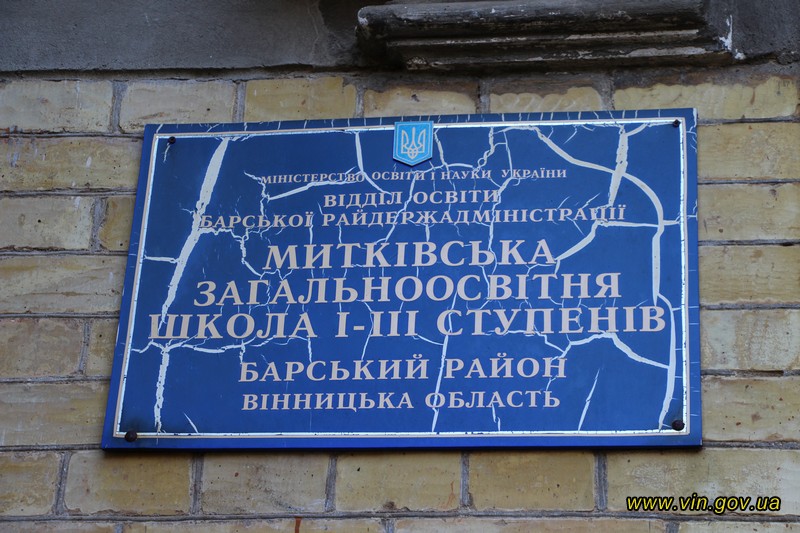 МІНІСТЕРСТВО ОСВІТИ І НАУКИ УКРАЇНИ
ВІДДІЛ ОСВІТИ
БАРСЬКОЇ РАЙДЕРЖАДМІНІСТРАЦІЇ
МИТКІВСЬКА
ЗАГАЛЬНООСВІТНЯ
ШКОЛА І-ІІІ СТУПЕНІВ
БАРСЬКИЙ РАЙОН
ВІННИЦЬКА ОБЛАСТЬ
www.vin.gov.ua